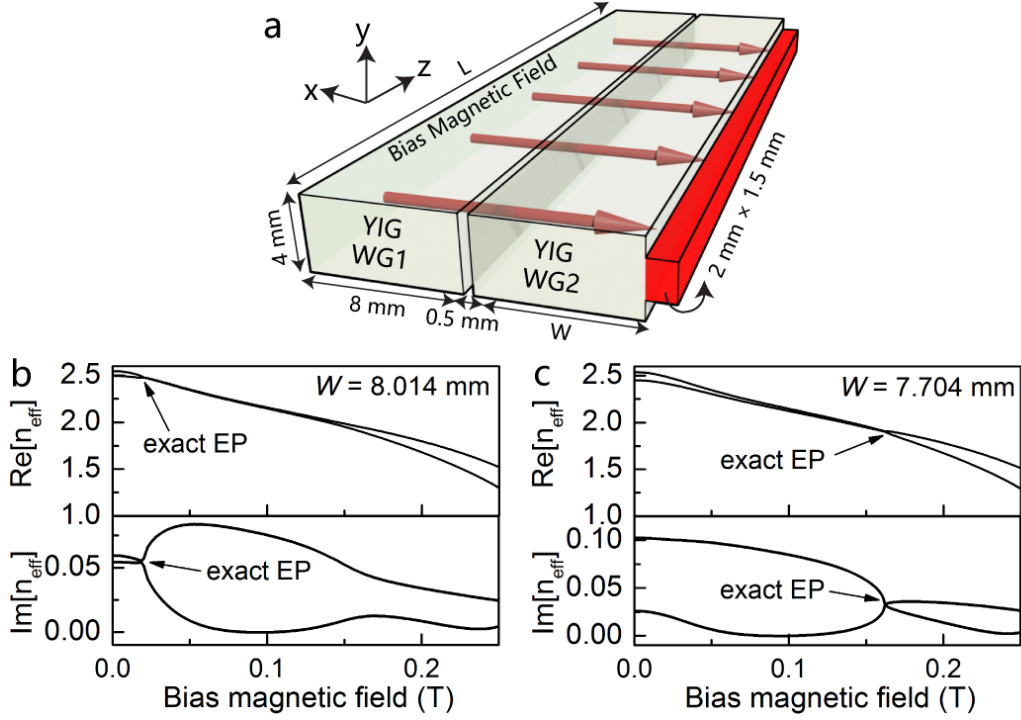 a
y
z
x
L
Bias Magnetic Field
4 mm
YIG
WG1
YIG
WG2
8 mm
0.5 mm
W
2 mm × 1.5 mm
b
W = 8.014 mm
Re[n_eff]
2.5
2.0
1.5
1.0
exact EP
Im[n_eff]
0.05
0.00
exact EP
0.0
0.1
0.2
Bias magnetic field (T)
c
W = 7.704 mm
Re[n_eff]
2.5
2.0
1.5
1.0
exact EP
Im[n_eff]
0.10
0.05
0.00
exact EP
0.0
0.1
0.2
Bias magnetic field (T)